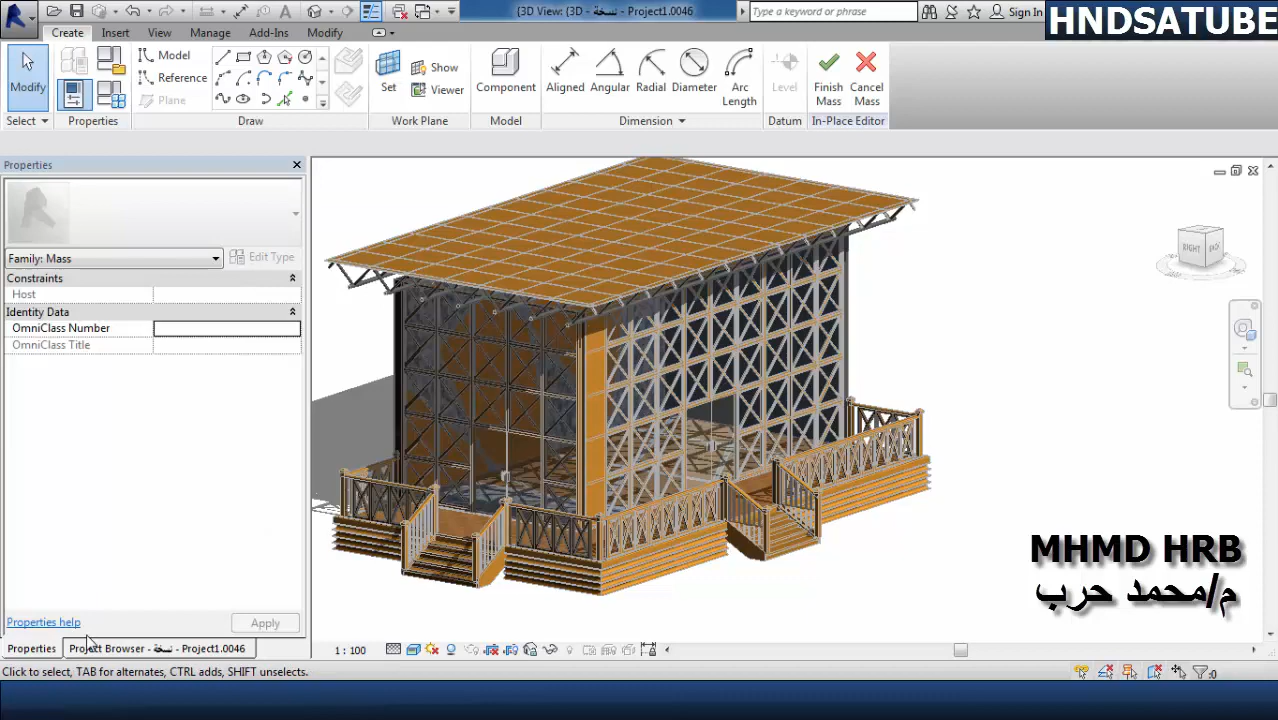 (3D View: (3D - نسخة - Project1.0046
Type a keyword or phrase
Sign In
HNDSATUBE
Create Insert View Manage Add-Ins Modify
Modify
Select
Properties
Model
Reference
Plane
Draw
Set
Show
Viewer
Work Plane
Component
Model
Aligned
Angular
Radial
Diameter
Arc
Length
Dimension
Level
Datum
Finish
Mass
Cancel
Mass
In-Place Editor
Properties
Family: Mass
Edit Type
Constraints
Host
Identity Data
OmniClass Number
OmniClass Title
RIGHT
MHMD HRB
م/محمد حرب
Properties help
Apply
Properties
Project Browser - نسخة - Project1.0046
1 : 100
Click to select, TAB for alternates, CTRL adds, SHIFT unselects.
:0